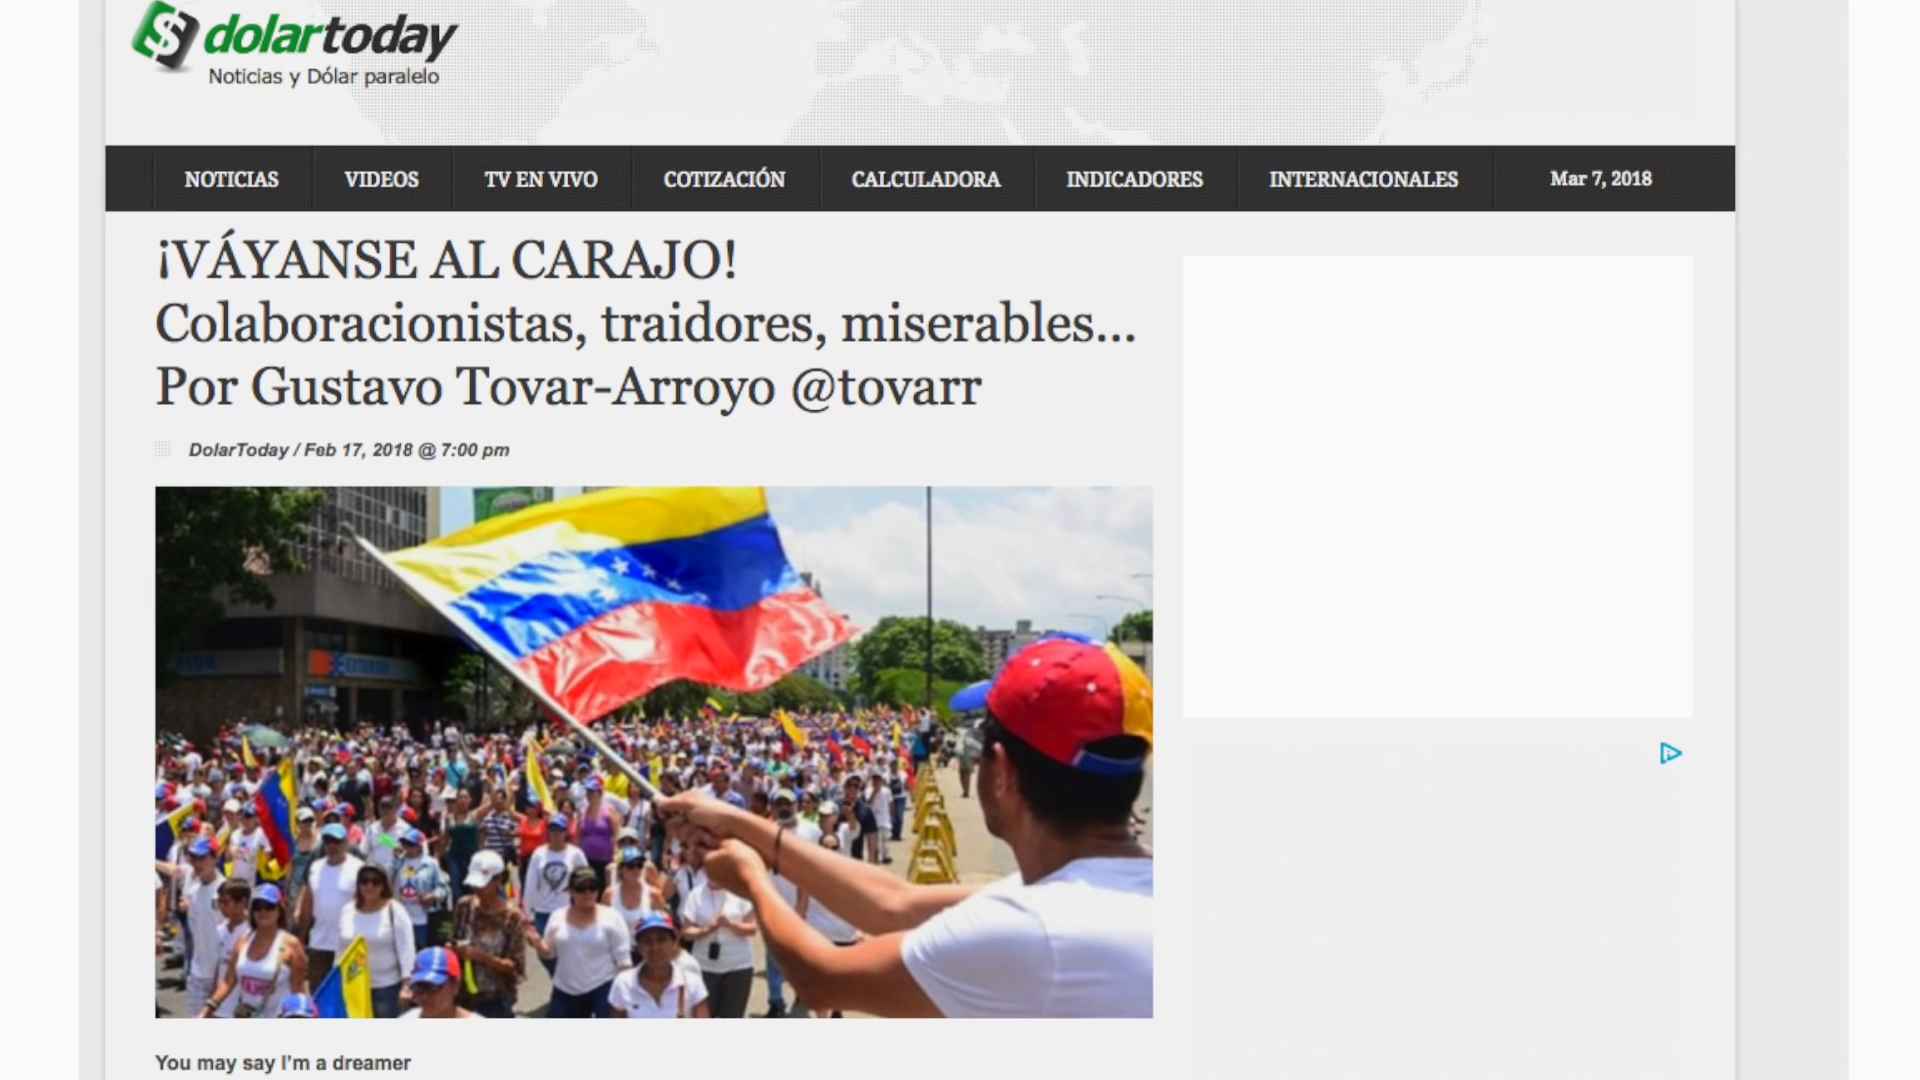 dolartoday
Noticias y Dólar paralelo
NOTICIAS
VIDEOS
TV EN VIVO
COTIZACIÓN
CALCULADORA
INDICADORES
INTERNACIONALES
Mar 7, 2018
¡VÁYANSE AL CARAJO!
Colaboracionistas, traidores, miserables…
Por Gustavo Tovar-Arroyo @tovarr
DolarToday / Feb 17, 2018 @ 7:00 pm
You may say I'm a dreamer